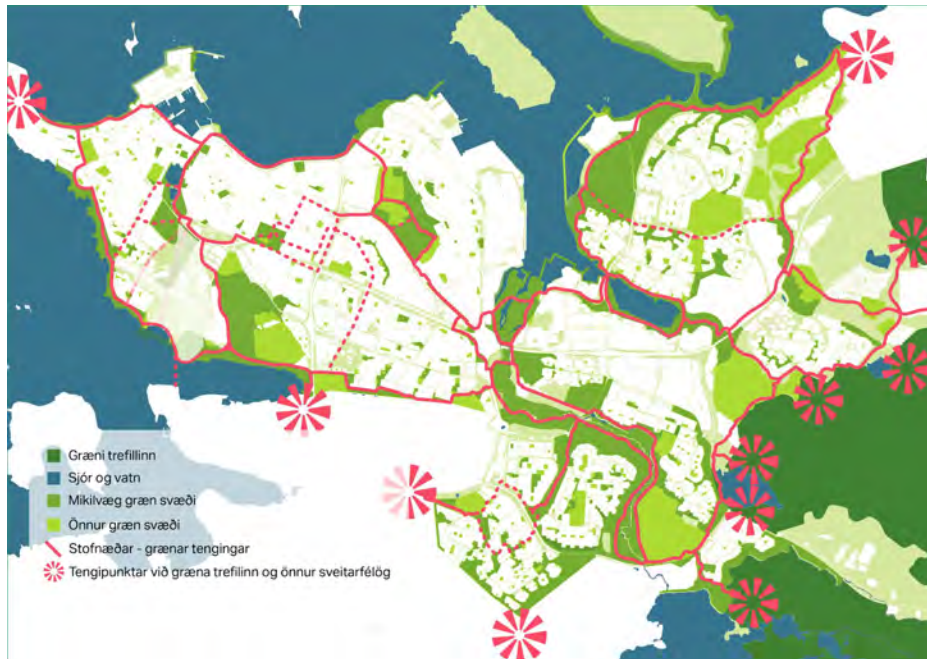 Græni trefillinn
Sjór og vatn
Mikilvæg græn svæði
Önnur græn svæði
Stofnæðar - grænar tengingar
Tengipunktar við græna trefilinn og önnur sveitarfélög